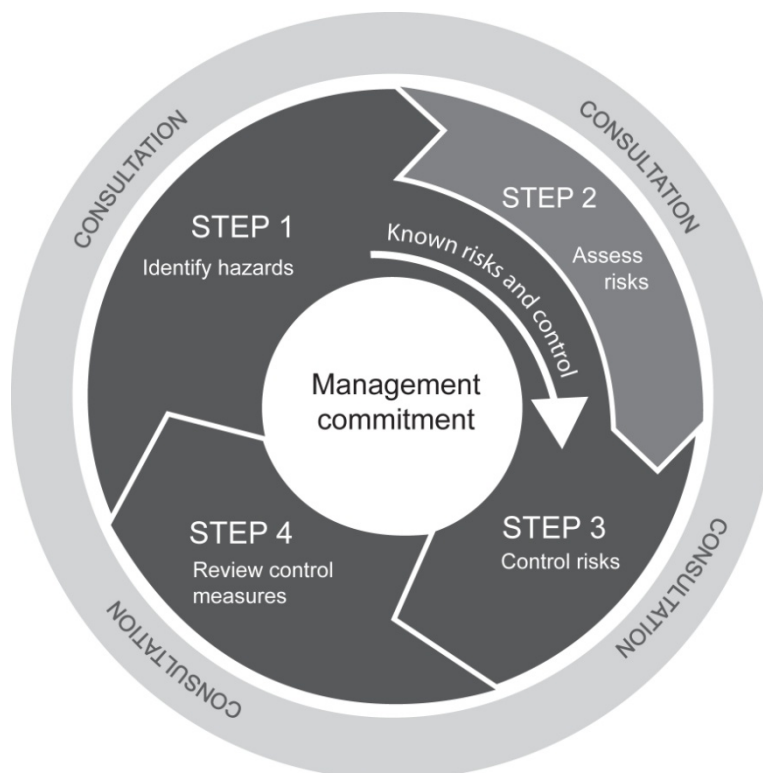 CONSULTATION
CONSULTATION
STEP 1
Identify hazards
STEP 2
Assess
risks
Known risks and control
Management
commitment
STEP 4
Review control
measures
STEP 3
Control risks
CONSULTATION
CONSULTATION